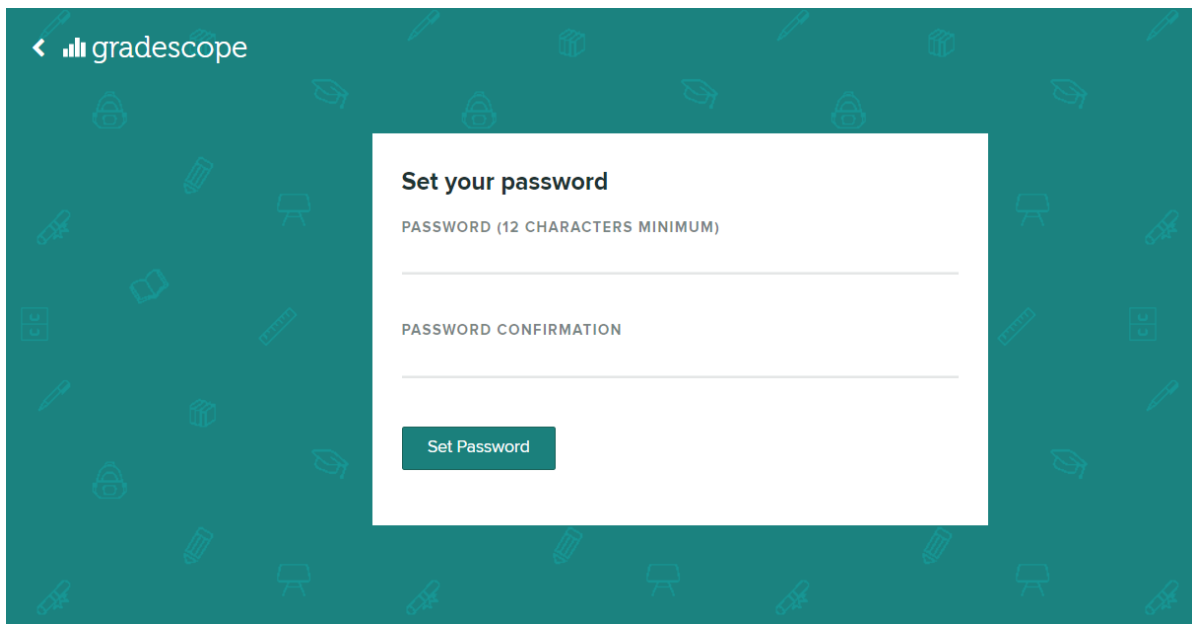 gradescope
Set your password
PASSWORD (12 CHARACTERS MINIMUM)
PASSWORD CONFIRMATION
Set Password